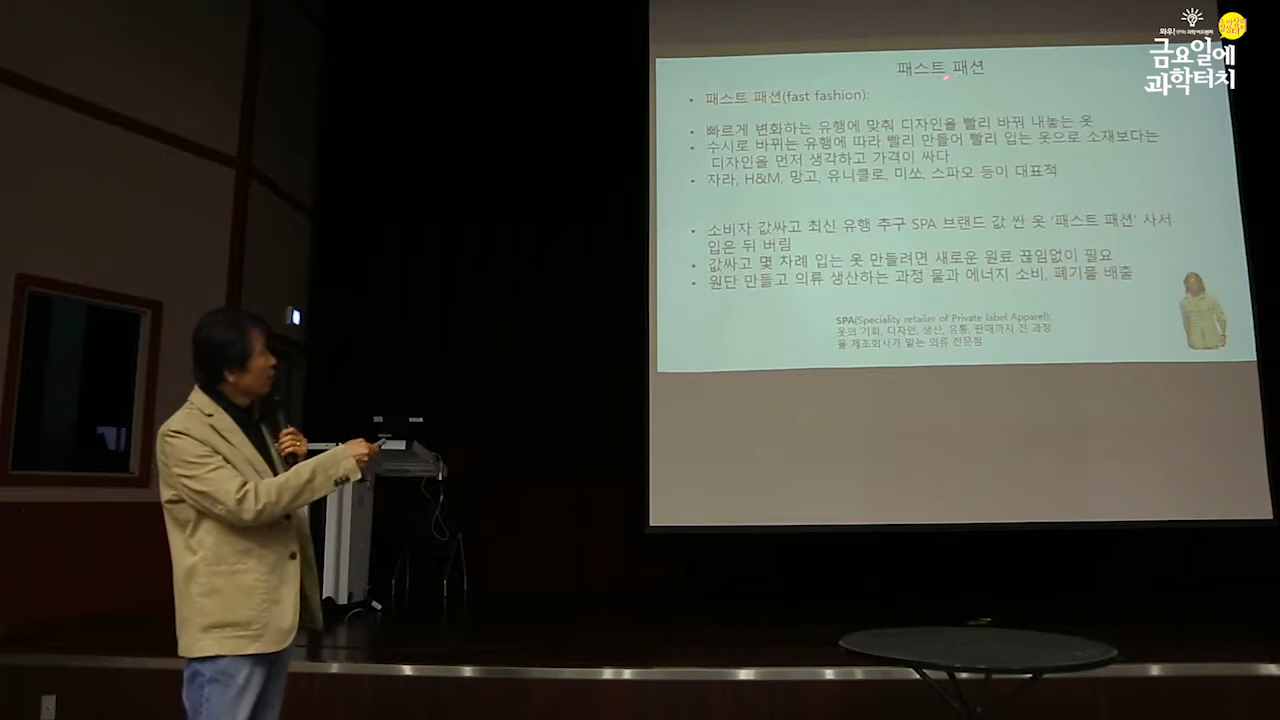 와우!
금요일에
과학터치
패스트 패션
• 패스트 패션(fast fashion):
• 빠르게 변화하는 유행에 맞춰 디자인을 빨리 바꿔 내놓는 옷
• 수시로 바뀌는 유행에 따라 빨리 만들어 빨리 입는 옷으로 소재보다는
디자인을 먼저 생각하고 가격이 싸다
• 자라, H&M, 망고, 유니클로, 미쏘, 스파오 등이 대표적
• 소비자 값싸고 최신 유행 추구 SPA 브랜드 값 싼 옷 '패스트 패션' 사서
입은 뒤 버림
• 값싸고 몇 차례 입는 옷 만들려면 새로운 원료 끊임없이 필요
• 원단 만들고 의류 생산하는 과정 물과 에너지 소비, 폐기물 배출
SPA(Speciality retailer of Private label Apparel):
옷의 기획, 디자인, 생산, 유통, 판매까지 전 과정
을 제조회사가 맡는 의류 전문점